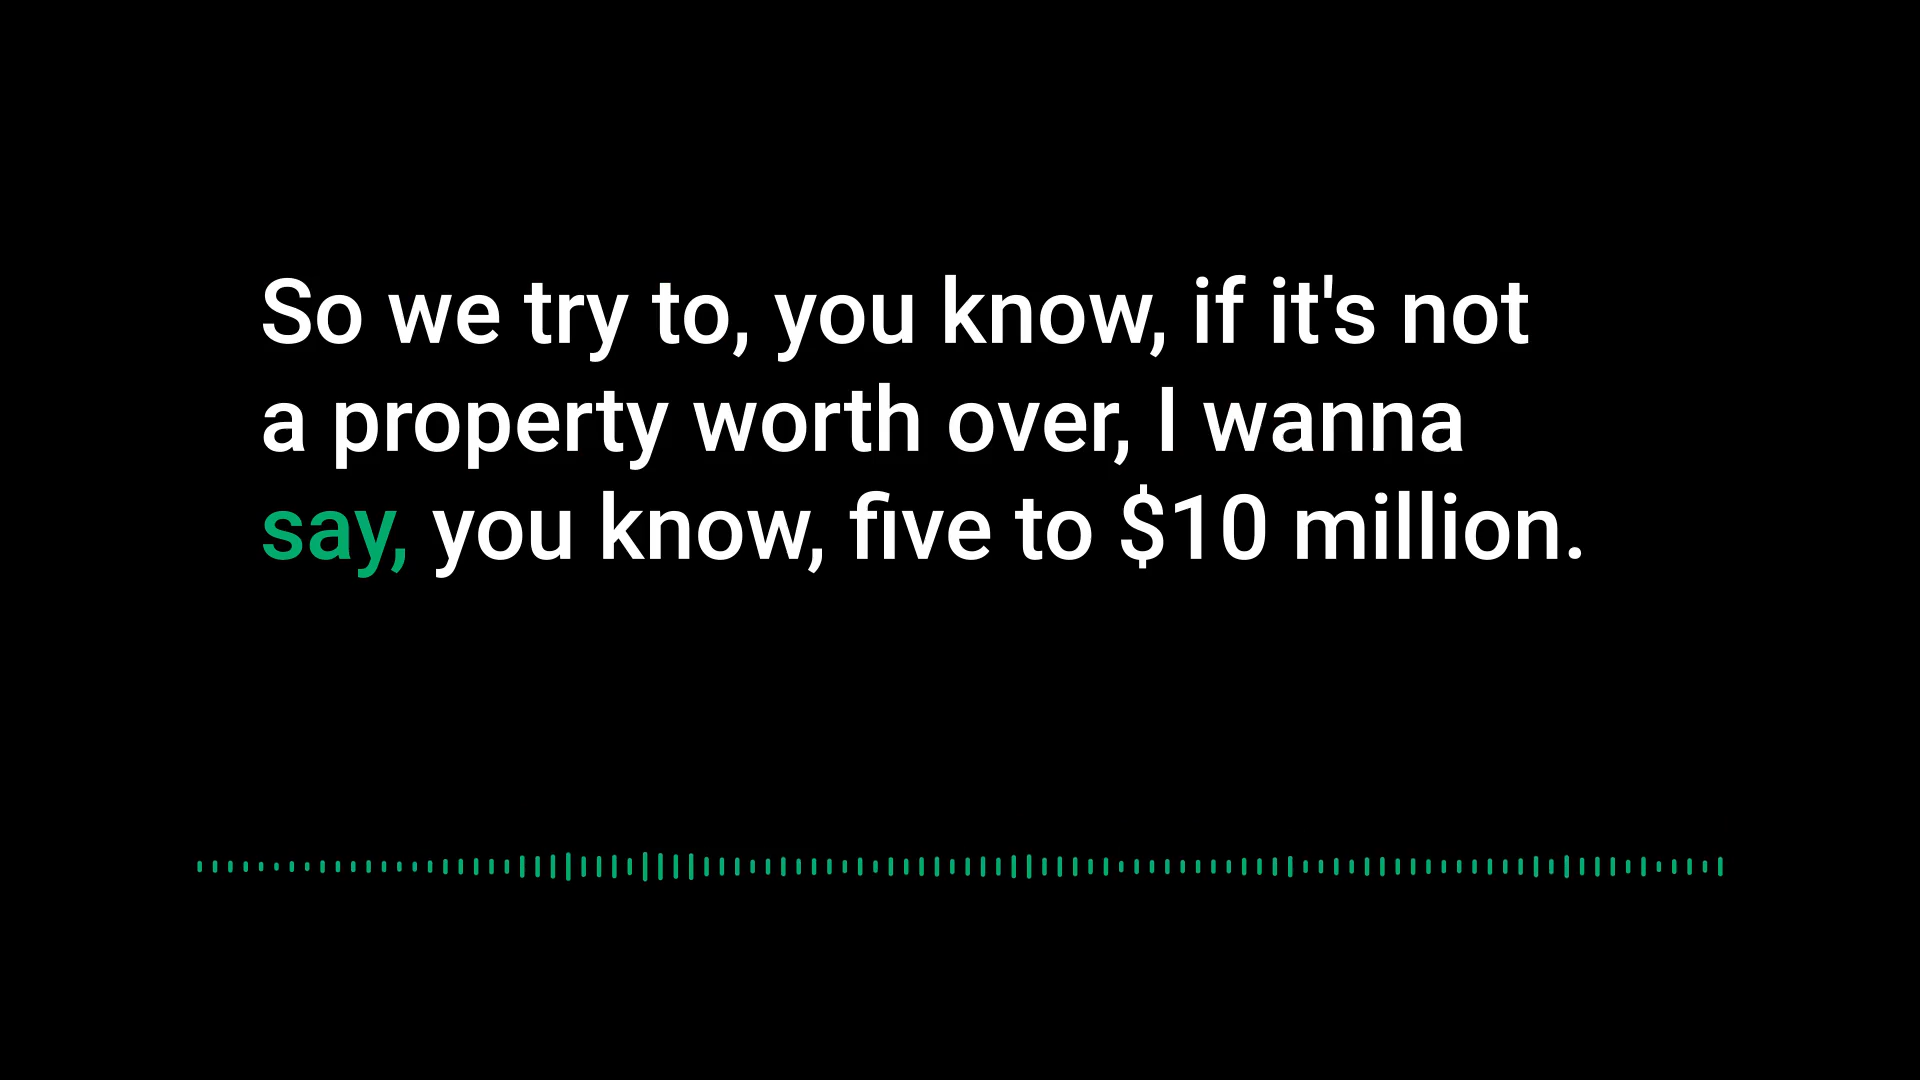 So we try to, you know, if it's not
a property worth over, I wanna
say, you know, five to $10 million.